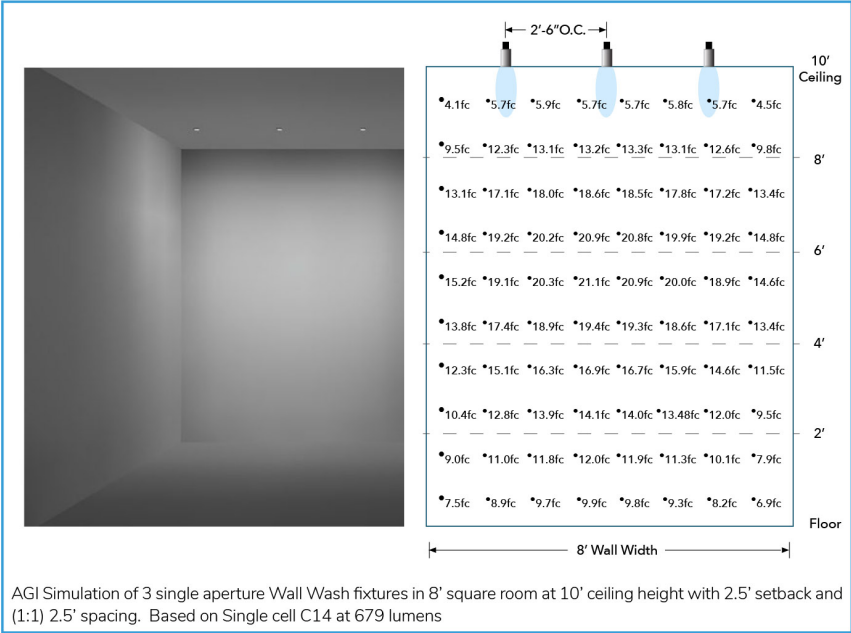 2'-6"O.C.
10'
Ceiling
4.1fc 5.7fc 5.9fc 5.7fc 5.7fc 5.8fc 5.7fc 4.5fc
9.5fc 12.3fc 13.1fc 13.2fc 13.3fc 13.1fc 12.6fc 9.8fc
8'
13.1fc 17.1fc 18.0fc 18.6fc 18.5fc 17.8fc 17.2fc 13.4fc
14.8fc 19.2fc 20.2fc 20.9fc 20.8fc 19.9fc 19.2fc 14.8fc
6'
15.2fc 19.1fc 20.3fc 21.1fc 20.9fc 20.0fc 18.9fc 14.6fc
13.8fc 17.4fc 18.9fc 19.4fc 19.3fc 18.6fc 17.1fc 13.4fc
4'
12.3fc 15.1fc 16.3fc 16.9fc 16.7fc 15.9fc 14.6fc 11.5fc
10.4fc 12.8fc 13.9fc 14.1fc 14.0fc 13.48fc 12.0fc 9.5fc
2'
9.0fc 11.0fc 11.8fc 12.0fc 11.9fc 11.3fc 10.1fc 7.9fc
7.5fc 8.9fc 9.7fc 9.9fc 9.8fc 9.3fc 8.2fc 6.9fc
Floor
8' Wall Width
AGI Simulation of 3 single aperture Wall Wash fixtures in 8' square room at 10' ceiling height with 2.5' setback and
(1:1) 2.5' spacing. Based on Single cell C14 at 679 lumens